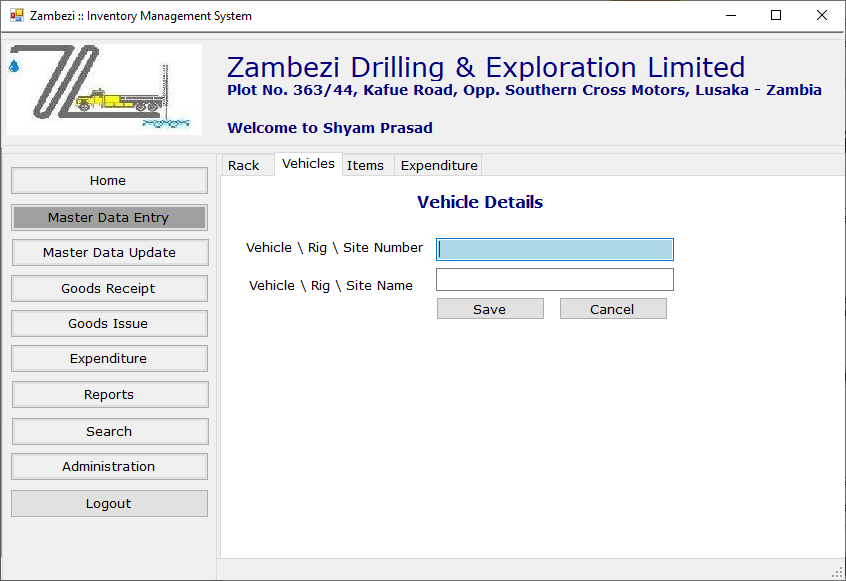 Zambezi :: Inventory Management System
Zambezi Drilling & Exploration Limited
Plot No. 363/44, Kafue Road, Opp. Southern Cross Motors, Lusaka - Zambia
Welcome to Shyam Prasad
Home
Master Data Entry
Master Data Update
Goods Receipt
Goods Issue
Expenditure
Reports
Search
Administration
Logout
Rack Vehicles Items Expenditure
Vehicle Details
Vehicle \ Rig \ Site Number
Vehicle \ Rig \ Site Name
Save Cancel